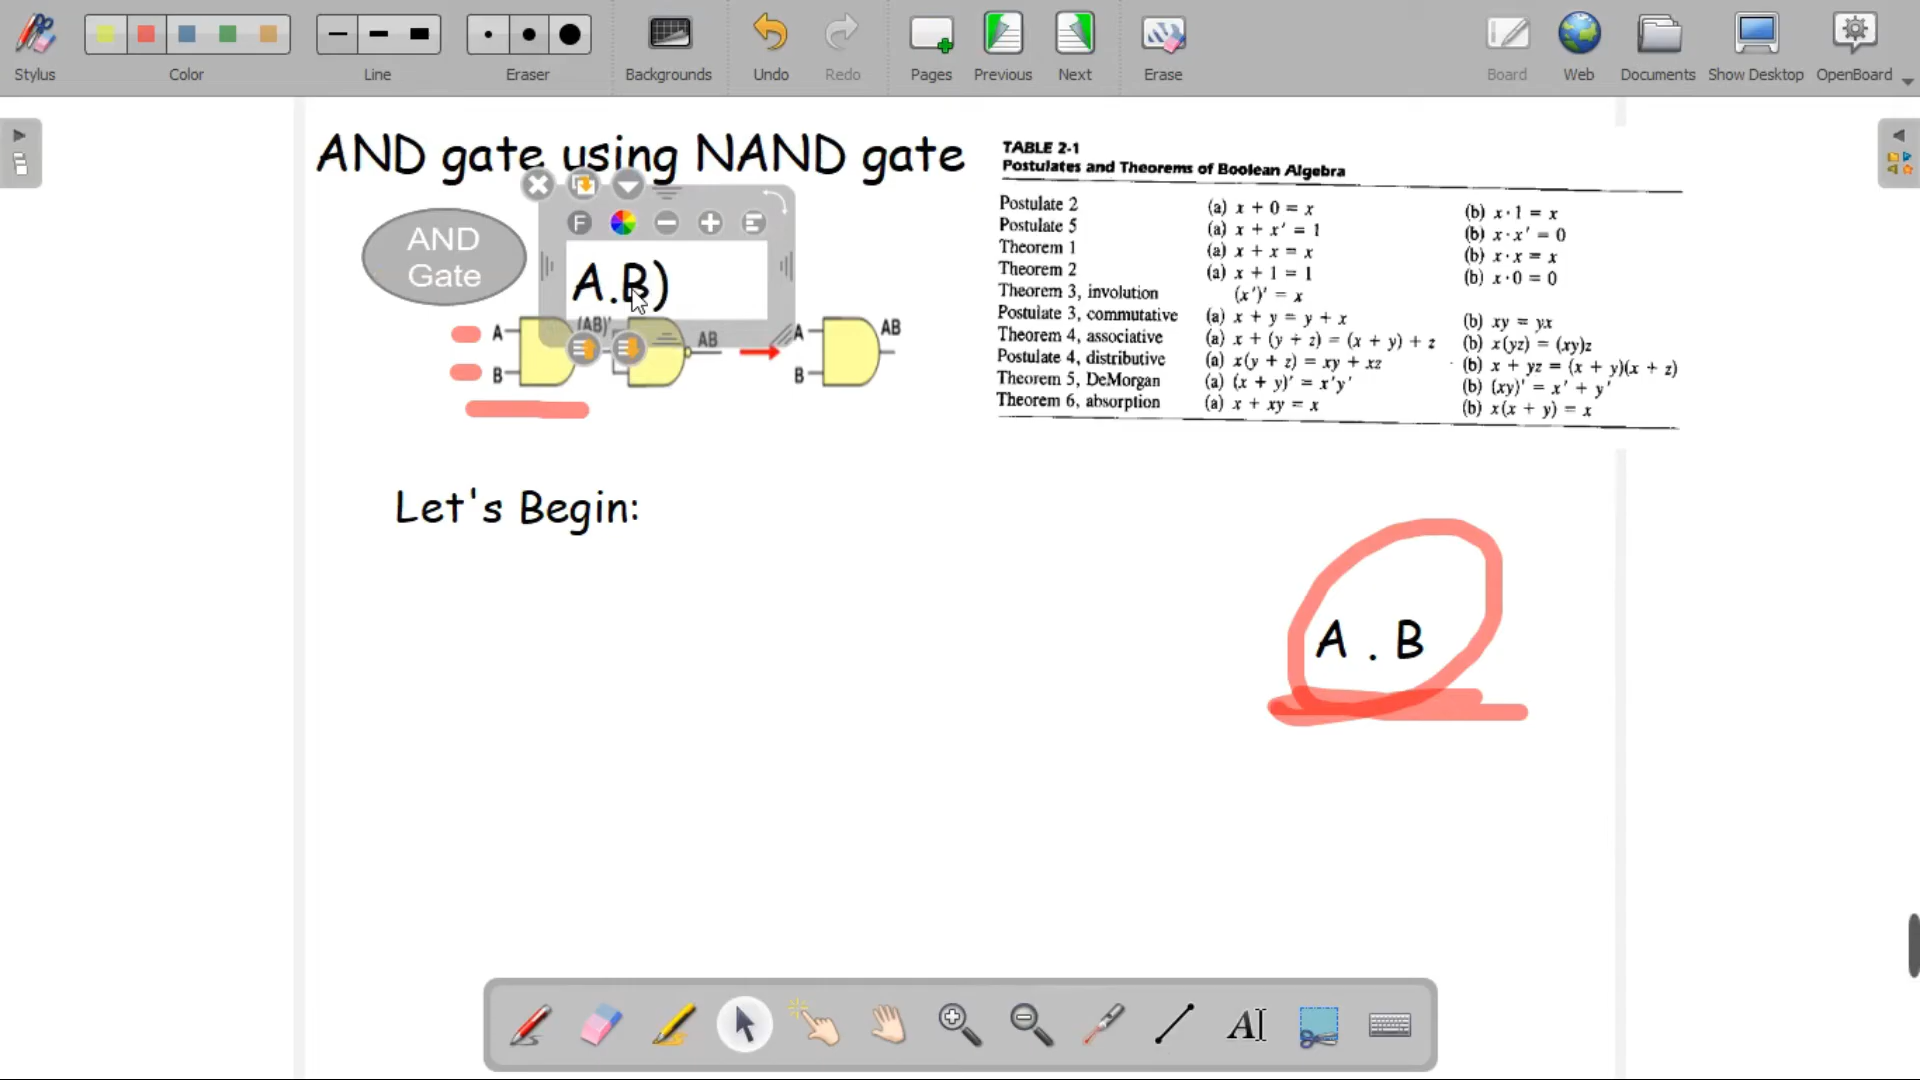 Stylus
Color
Line
Eraser
Backgrounds
Undo
Redo
Pages
Previous
Next
Erase
Board
Web
Documents
Show Desktop
OpenBoard
AND gate using NAND gate
AND
Gate
F
A.B)
A
B
(AB)'
AB
A
B
AB
TABLE 2-1
Postulates and Theorems of Boolean Algebra
Postulate 2 (a) x + 0 = x (b) x · 1 = x
Postulate 5 (a) x + x' = 1 (b) x · x' = 0
Theorem 1 (a) x + x = x (b) x · x = x
Theorem 2 (a) x + 1 = 1 (b) x · 0 = 0
Theorem 3, involution (x')' = x
Postulate 3, commutative (a) x + y = y + x (b) xy = yx
Theorem 4, associative (a) x + (y + z) = (x + y) + z (b) x(yz) = (xy)z
Postulate 4, distributive (a) x(y + z) = xy + xz (b) x + yz = (x + y)(x + z)
Theorem 5, DeMorgan (a) (x + y)' = x'y' (b) (xy)' = x' + y'
Theorem 6, absorption (a) x + xy = x (b) x(x + y) = x
Let's Begin:
A . B
AI